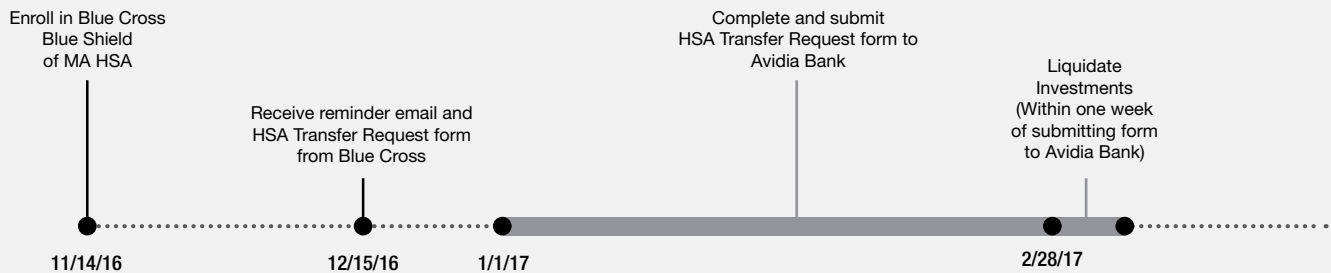 Enroll in Blue Cross
Blue Shield
of MA HSA
Receive reminder email and
HSA Transfer Request form
from Blue Cross
Complete and submit
HSA Transfer Request form to
Avidia Bank
Liquidate
Investments
(Within one week
of submitting form
to Avidia Bank)
11/14/16
12/15/16
1/1/17
2/28/17